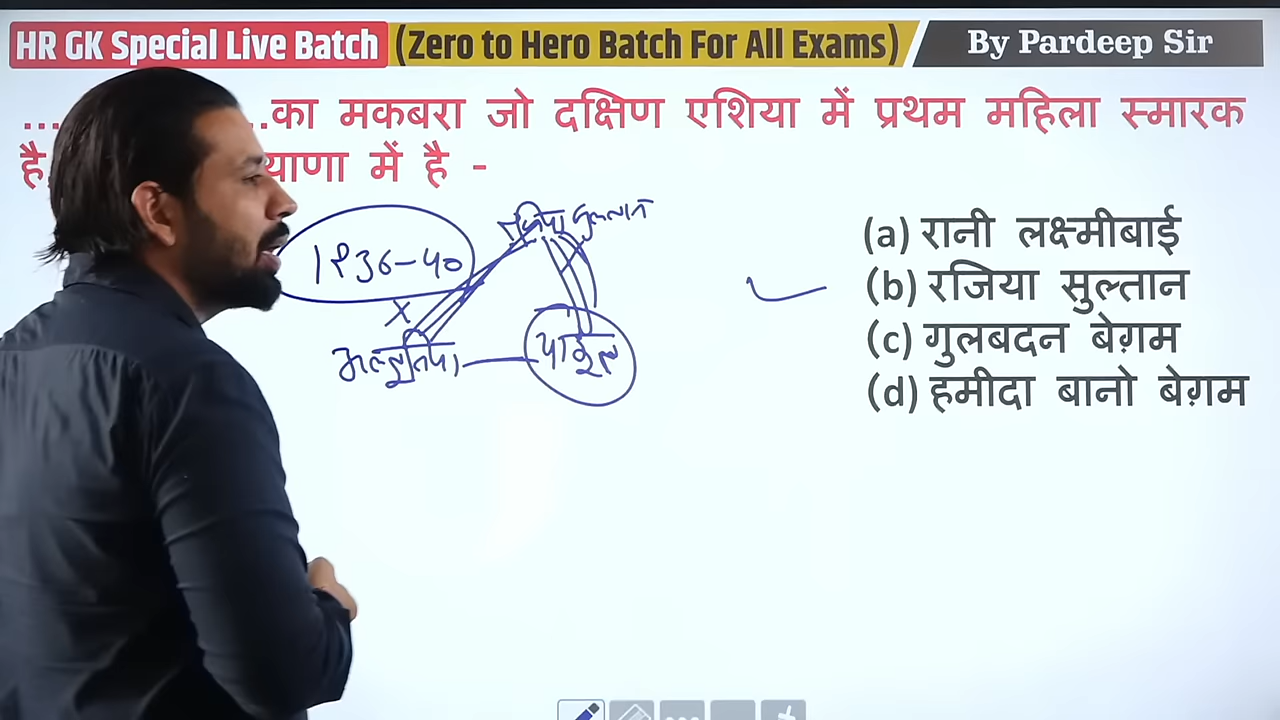 HR GK Special Live Batch (Zero to Hero Batch For All Exams) By Pardeep Sir
...का मकबरा जो दक्षिण एशिया में प्रथम महिला स्मारक
है, याणा में है -
(a) रानी लक्ष्मीबाई
(b) रजिया सुल्तान
(c) गुलबदन बेग़म
(d) हमीदा बानो बेग़म
रजिया सुल्तान
1236-40
याकूत